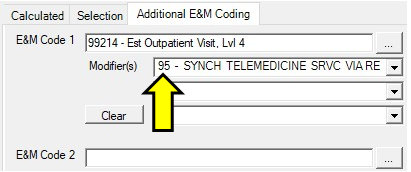 Calculated Selection Additional E&M Coding
E&M Code 1 99214 - Est Outpatient Visit, Lvl 4 ...
Modifier(s) 95 - SYNCH TELEMEDICINE SRVC VIA RE
Clear
E&M Code 2 ...